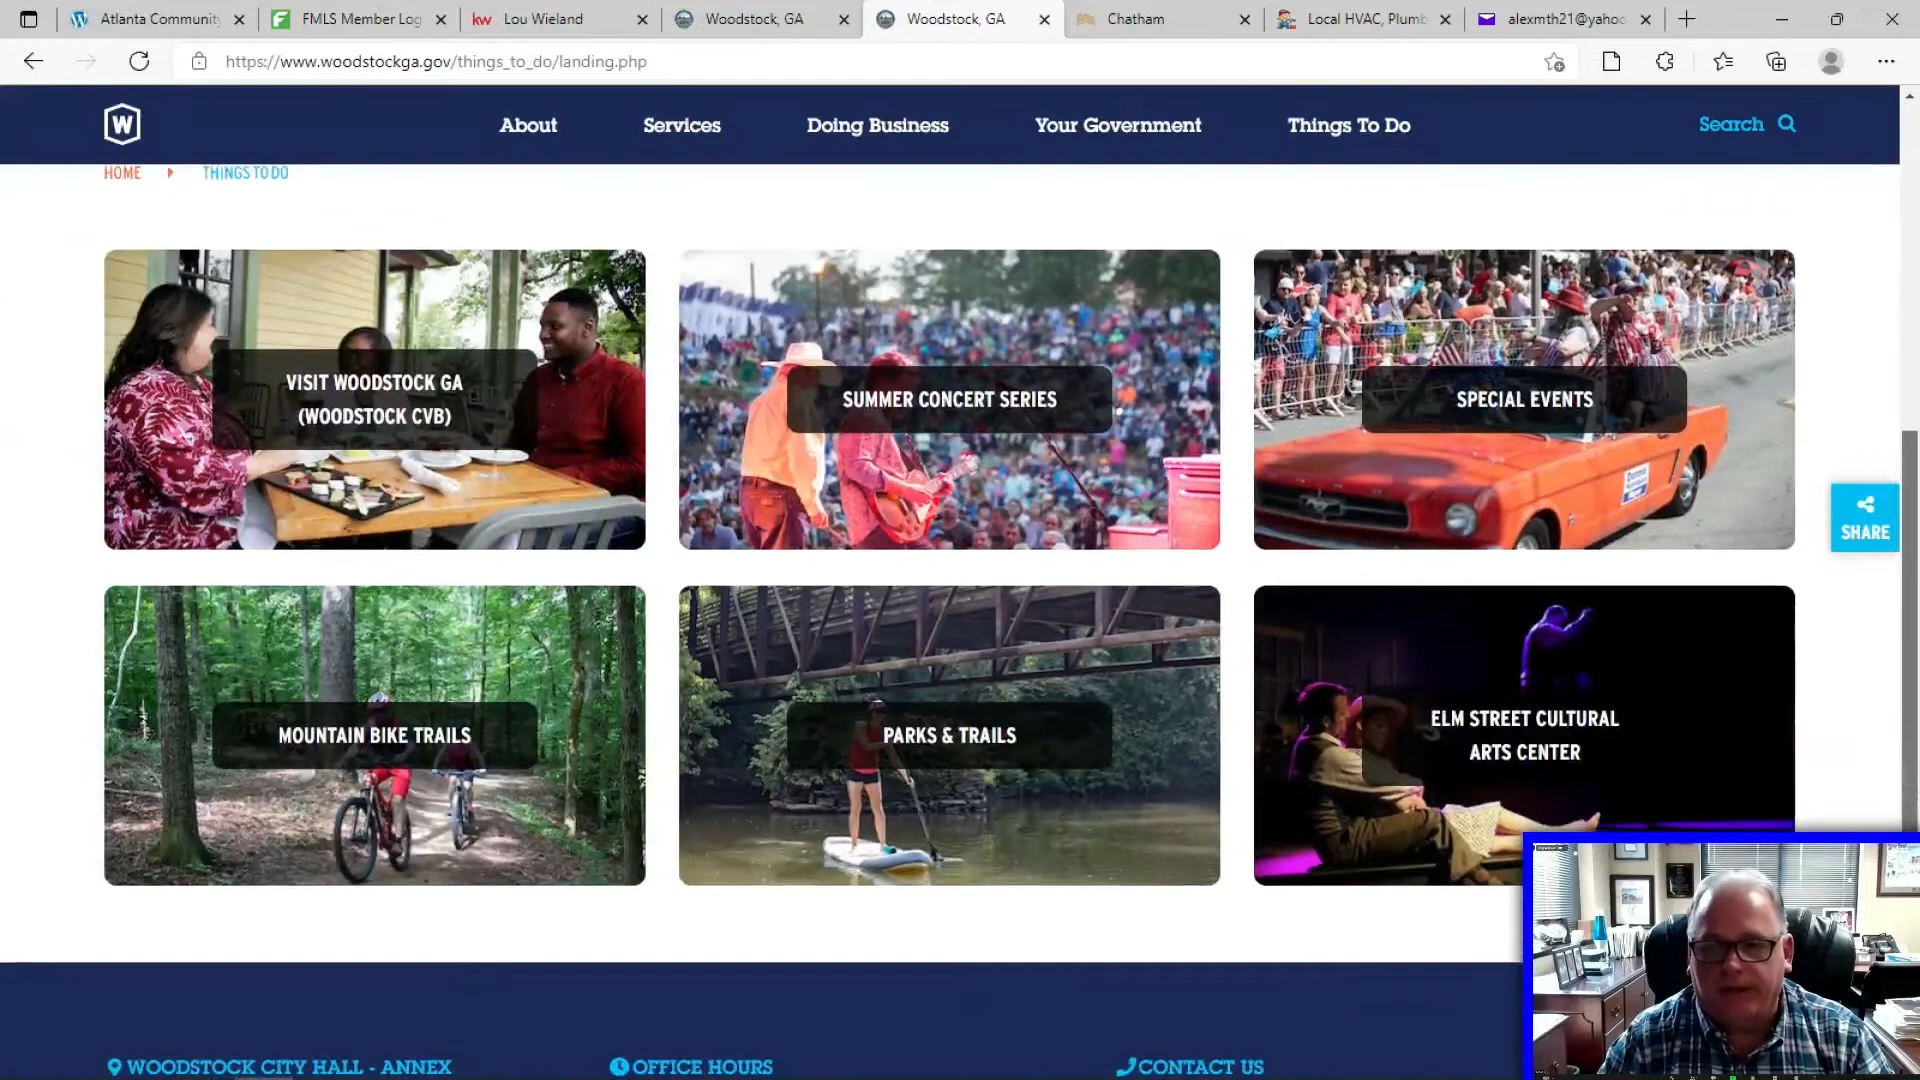 Atlanta Community
FMLS Member Log
kw Lou Wieland
Woodstock, GA
Woodstock, GA
Chatham
Local HVAC, Plumb
alexmth21@yahoo
https://www.woodstockga.gov/things_to_do/landing.php
W
About
Services
Doing Business
Your Government
Things To Do
Search
HOME
THINGS TO DO
VISIT WOODSTOCK GA
(WOODSTOCK CVB)
SUMMER CONCERT SERIES
SPECIAL EVENTS
SHARE
MOUNTAIN BIKE TRAILS
PARKS & TRAILS
ELM STREET CULTURAL
ARTS CENTER
WOODSTOCK CITY HALL - ANNEX
OFFICE HOURS
CONTACT US